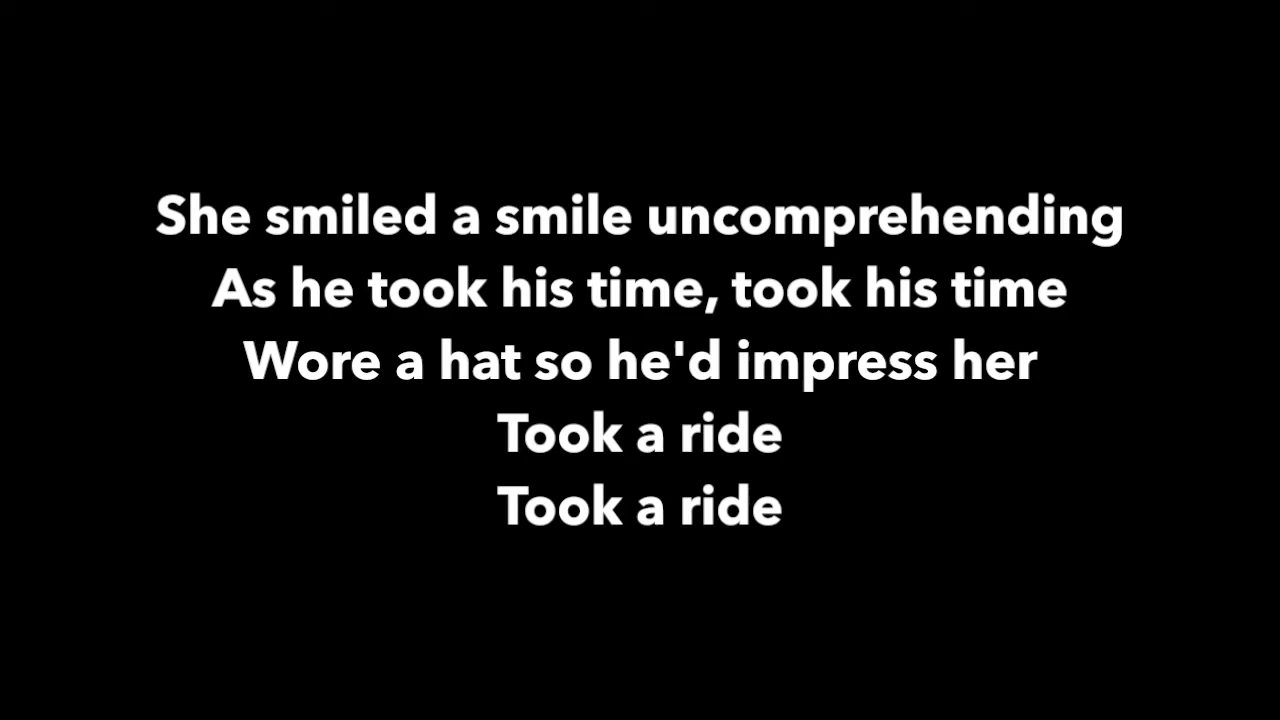 She smiled a smile uncomprehending
As he took his time, took his time
Wore a hat so he'd impress her
Took a ride
Took a ride